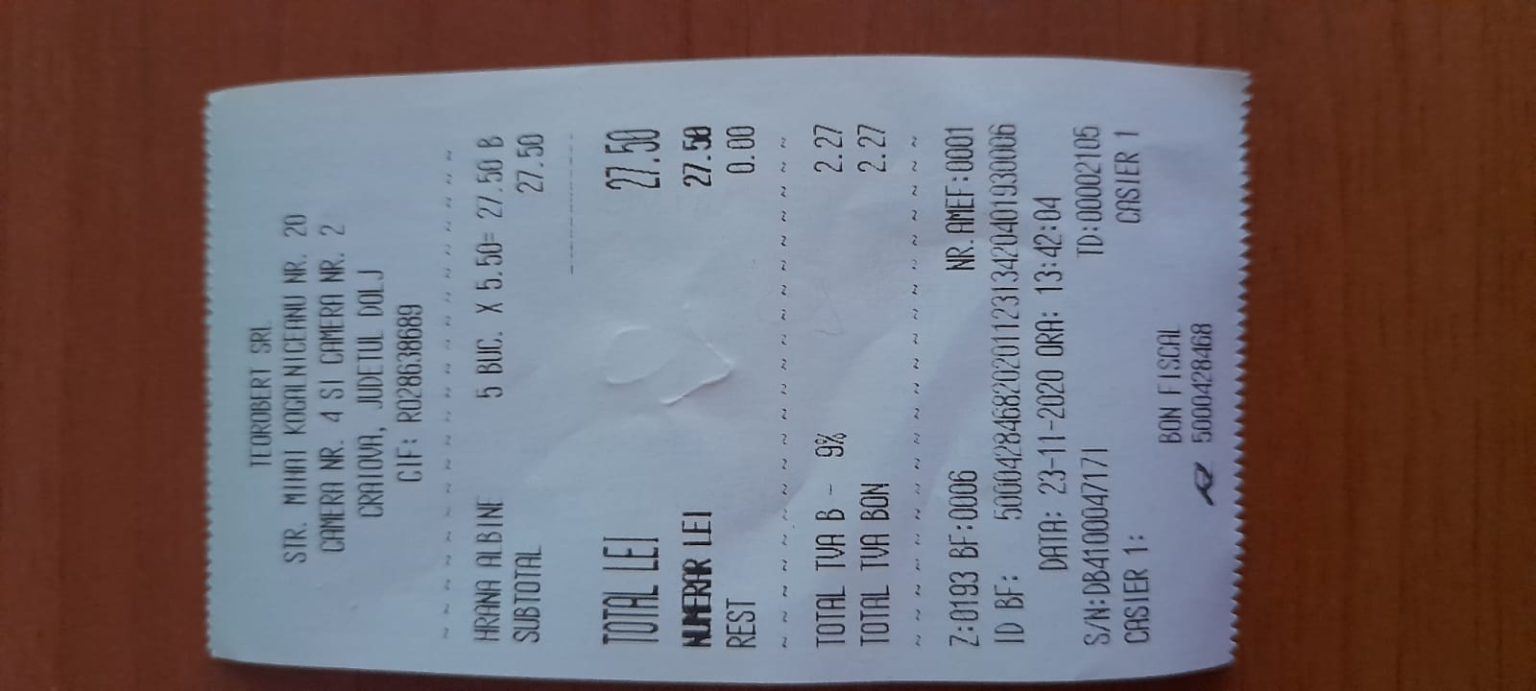 TEOROBERT SRL
STR. MIHAI KOGALNICEANU NR. 20
CAMERA NR. 4 SI CAMERA NR. 2
CRAIOVA, JUDETUL DOLJ
CIF: RO28638689
~ ~ ~ ~ ~ ~ ~ ~ ~ ~ ~ ~ ~ ~ ~ ~ ~ ~ ~ ~
5 BUC. X 5.50= 27.50 B
HRANA ALBINE
SUBTOTAL 27.50
TOTAL LEI 27.50
NUMERAR LEI 27.50
REST 0.00
~ ~ ~ ~ ~ ~ ~ ~ ~ ~ ~ ~ ~ ~ ~ ~ ~ ~ ~ ~
TOTAL TVA B - 9% 2.27
TOTAL TVA BON 2.27
~ ~ ~ ~ ~ ~ ~ ~ ~ ~ ~ ~ ~ ~ ~ ~ ~ ~ ~ ~
Z:0193 BF:0006 NR.AMEF:0001
ID BF: 50004284682020112313420401930006
DATA: 23-11-2020 ORA: 13:42:04
S/N:DB4100047171 TD:00002105
CASIER 1: CASIER 1
BON FISCAL
5000428468